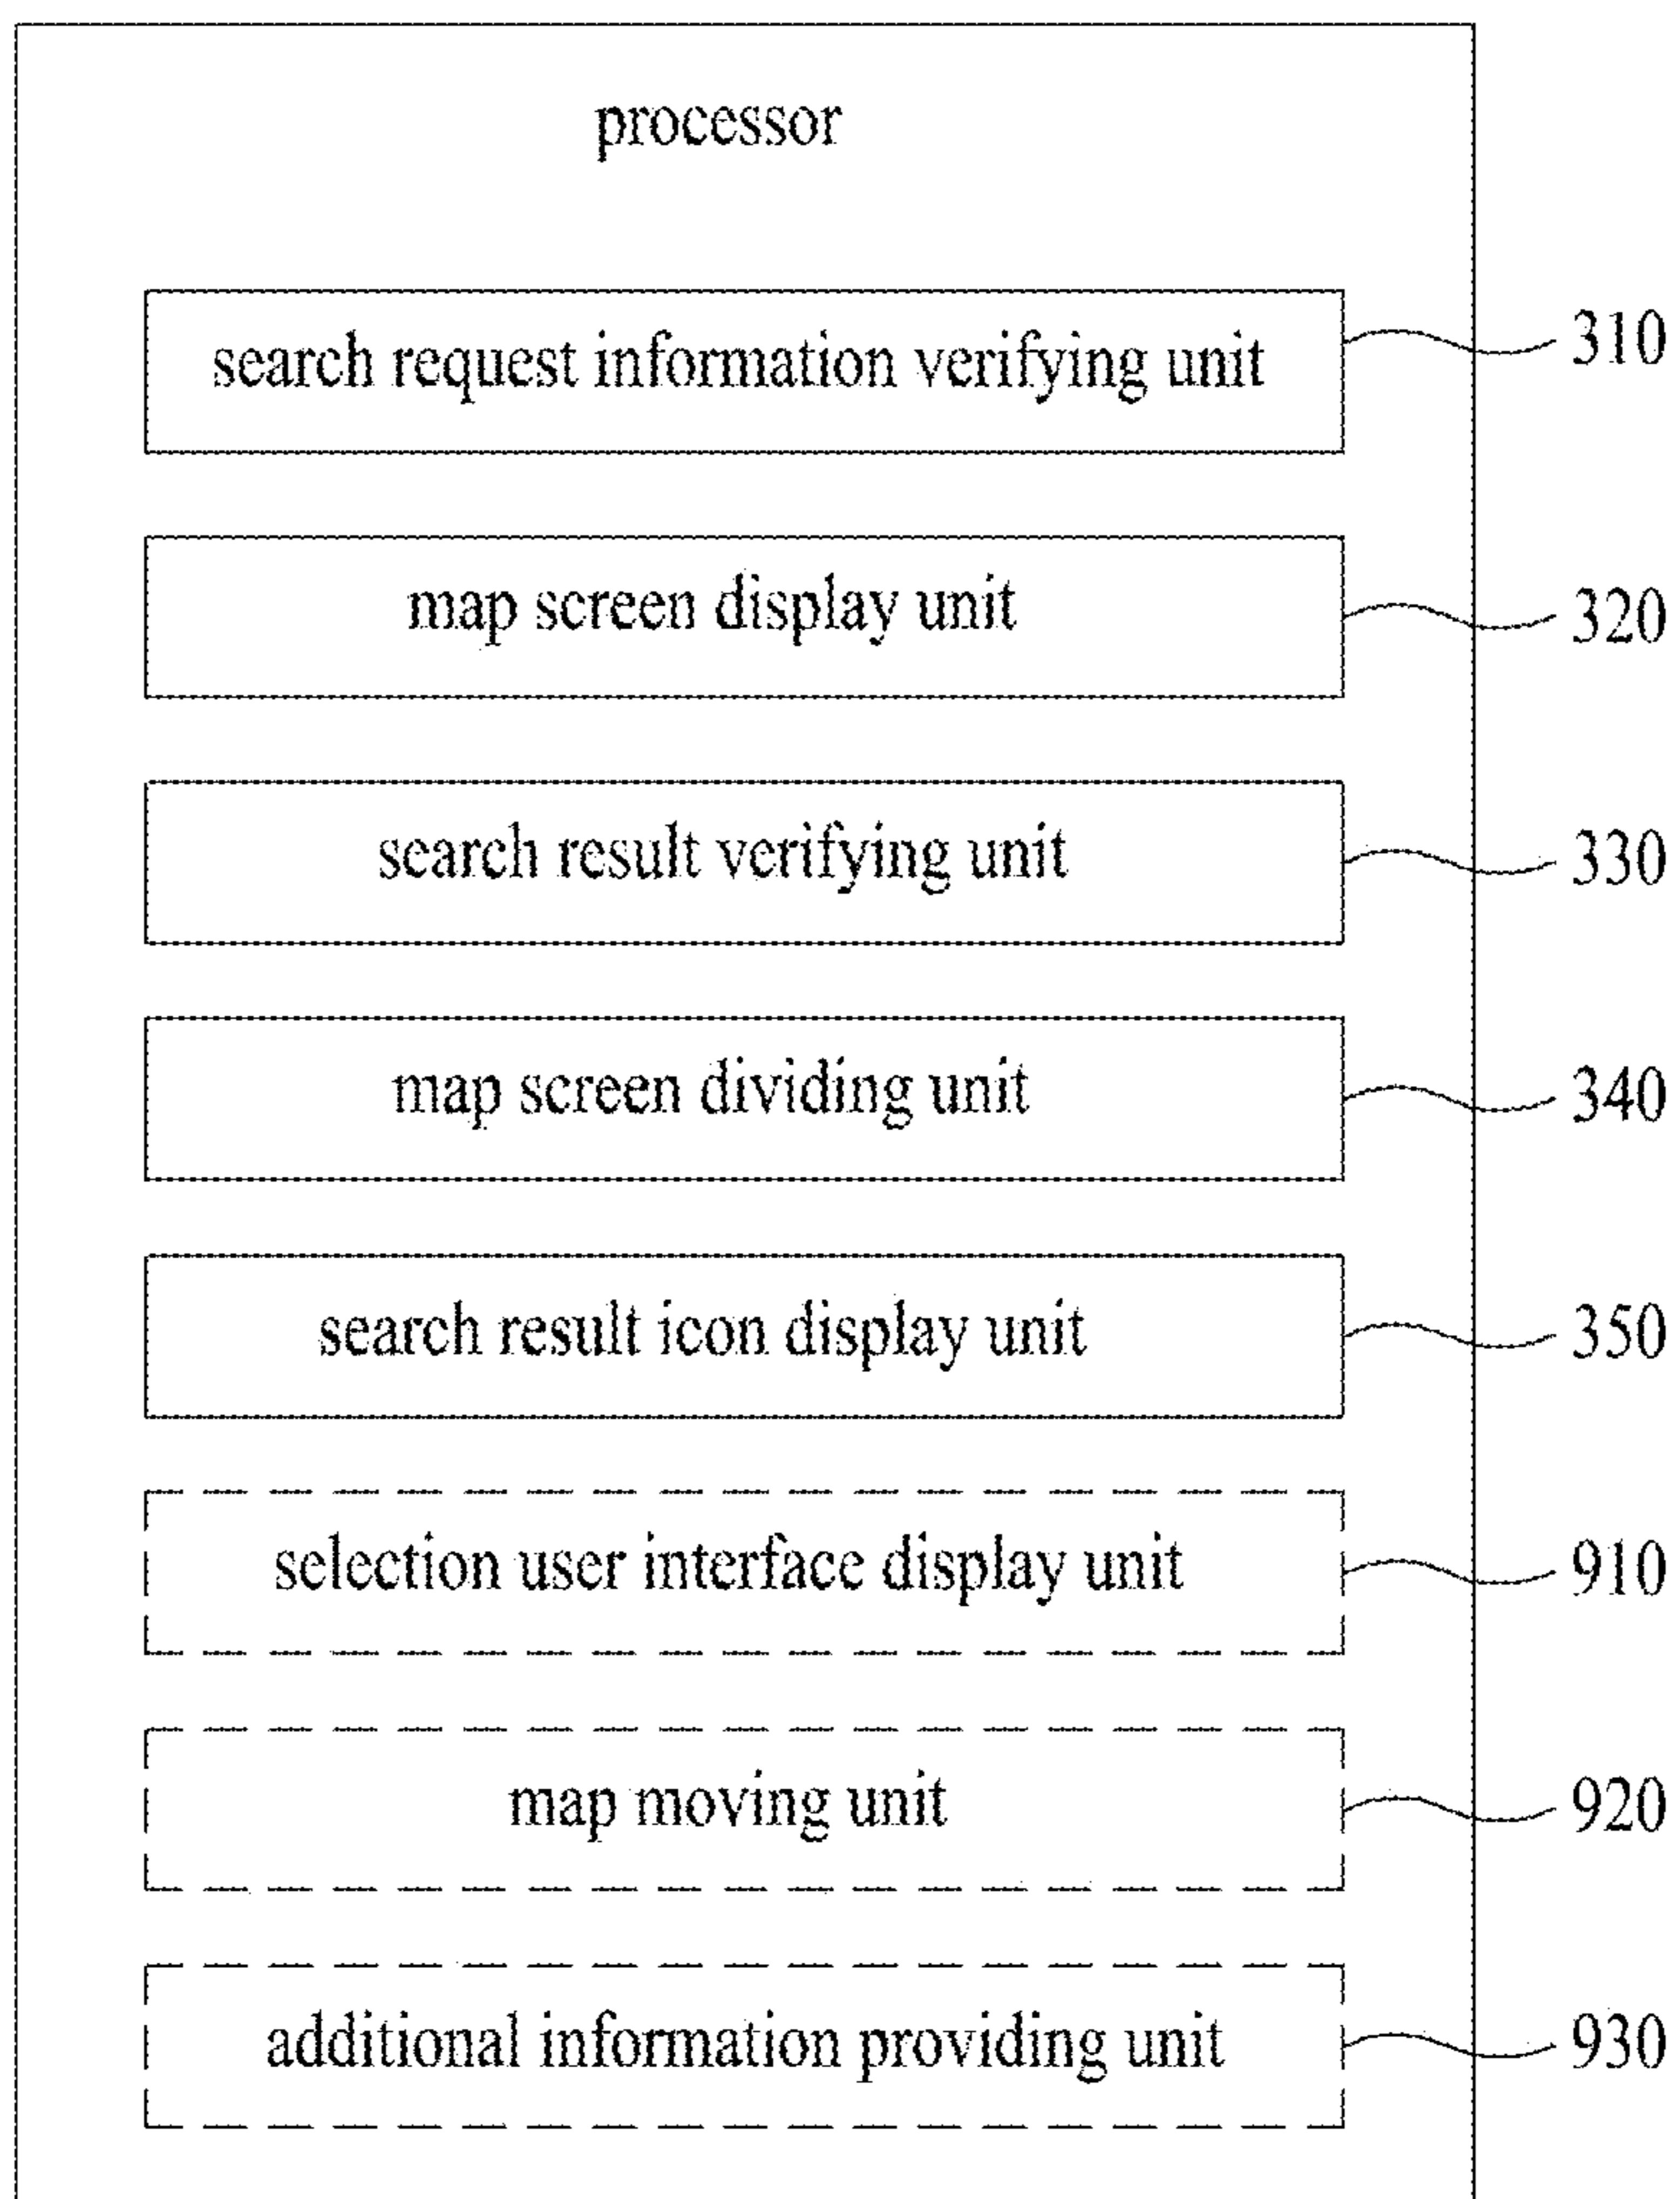 processor
search request information verifying unit 310
map screen display unit 320
search result verifying unit 330
map screen dividing unit 340
search result icon display unit 350
selection user interface display unit 910
map moving unit 920
additional information providing unit 930